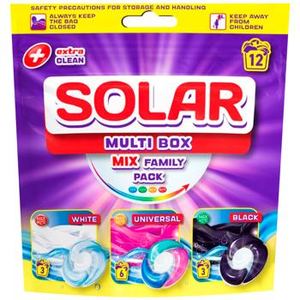 SAFETY PRECAUTIONS FOR STORAGE AND HANDLING
ALWAYS KEEP
THE BAG
CLOSED
KEEP AWAY
FROM
CHILDREN
extra
CLEAN
12
SOLAR
MULTI BOX
MIX FAMILY
PACK
WHITE
UNIVERSAL
BLACK
3
6
3